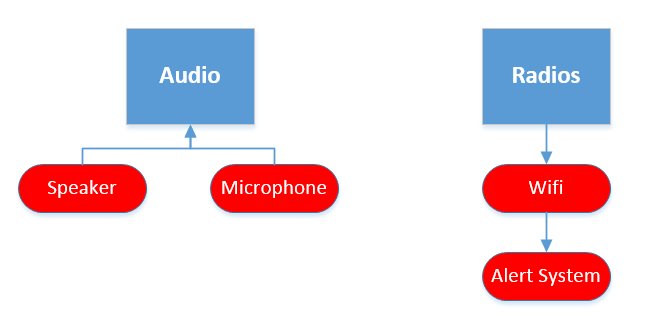 Audio
Radios
Speaker
Microphone
Wifi
Alert System